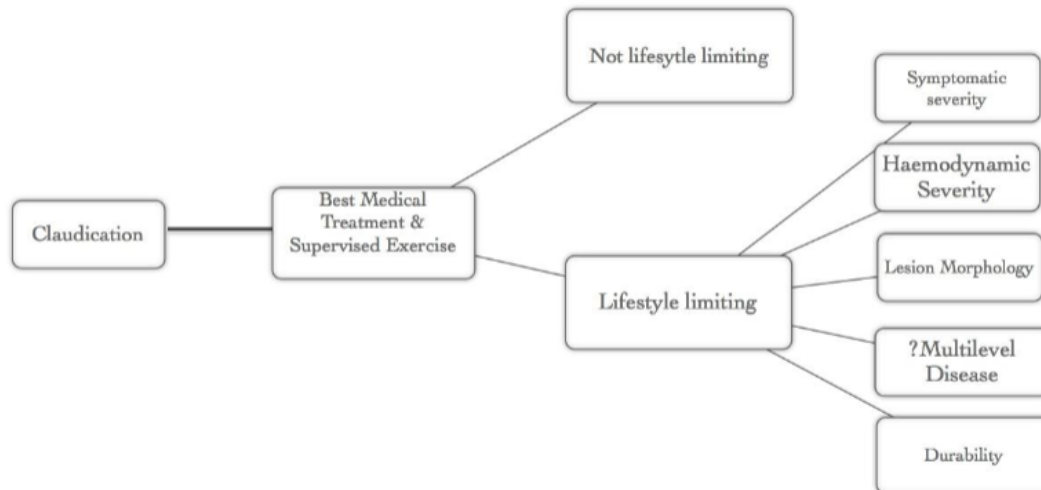 Not lifesytle limiting
Symptomatic
severity
Haemodynamic
Severity
Best Medical
Treatment &
Supervised Exercise
Claudication
Lesion Morphology
Lifestyle limiting
?Multilevel
Disease
Durability